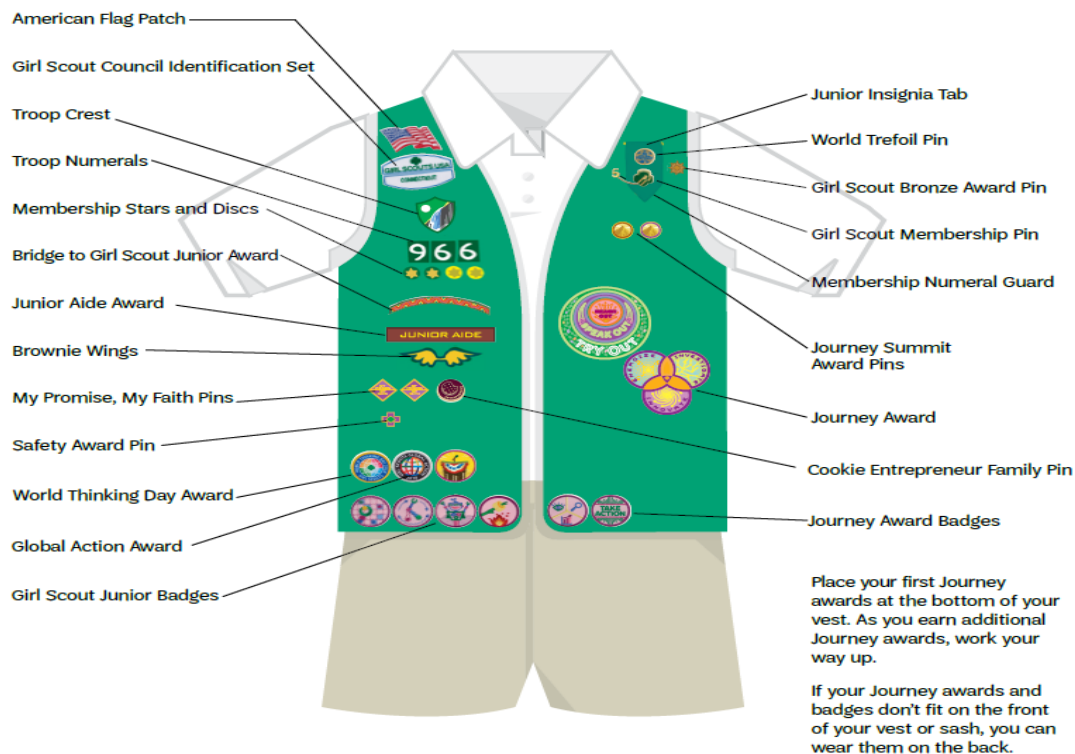 American Flag Patch
Girl Scout Council Identification Set
Troop Crest
Troop Numerals
Membership Stars and Discs
Bridge to Girl Scout Junior Award
Junior Aide Award
Brownie Wings
My Promise, My Faith Pins
Safety Award Pin
World Thinking Day Award
Global Action Award
Girl Scout Junior Badges
GIRL SCOUTS USA
CONNECTICUT
966
JUNIOR AIDE
5
SPEAK OUT
TRY OUT
TAKE
ACTION
Junior Insignia Tab
World Trefoil Pin
Girl Scout Bronze Award Pin
Girl Scout Membership Pin
Membership Numeral Guard
Journey Summit
Award Pins
Journey Award
Cookie Entrepreneur Family Pin
Journey Award Badges
Place your first Journey
awards at the bottom of your
vest. As you earn additional
Journey awards, work your
way up.
If your Journey awards and
badges don’t fit on the front
of your vest or sash, you can
wear them on the back.